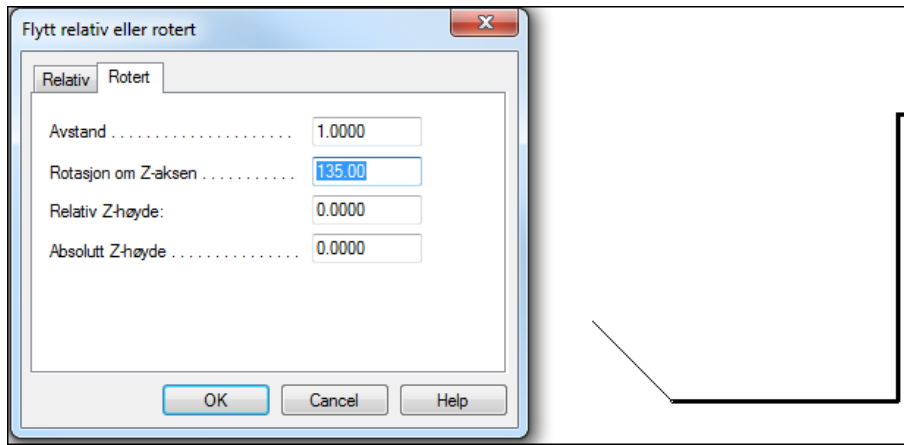 Flytt relativ eller rotert
Relativ Rotert
Avstand . . . . . . . . . . . . . . . . . . . . . 1.0000
Rotasjon om Z-aksen . . . . . . . . . . . 135.00
Relativ Z-høyde: 0.0000
Absolutt Z-høyde . . . . . . . . . . . . . . . 0.0000
OK Cancel Help